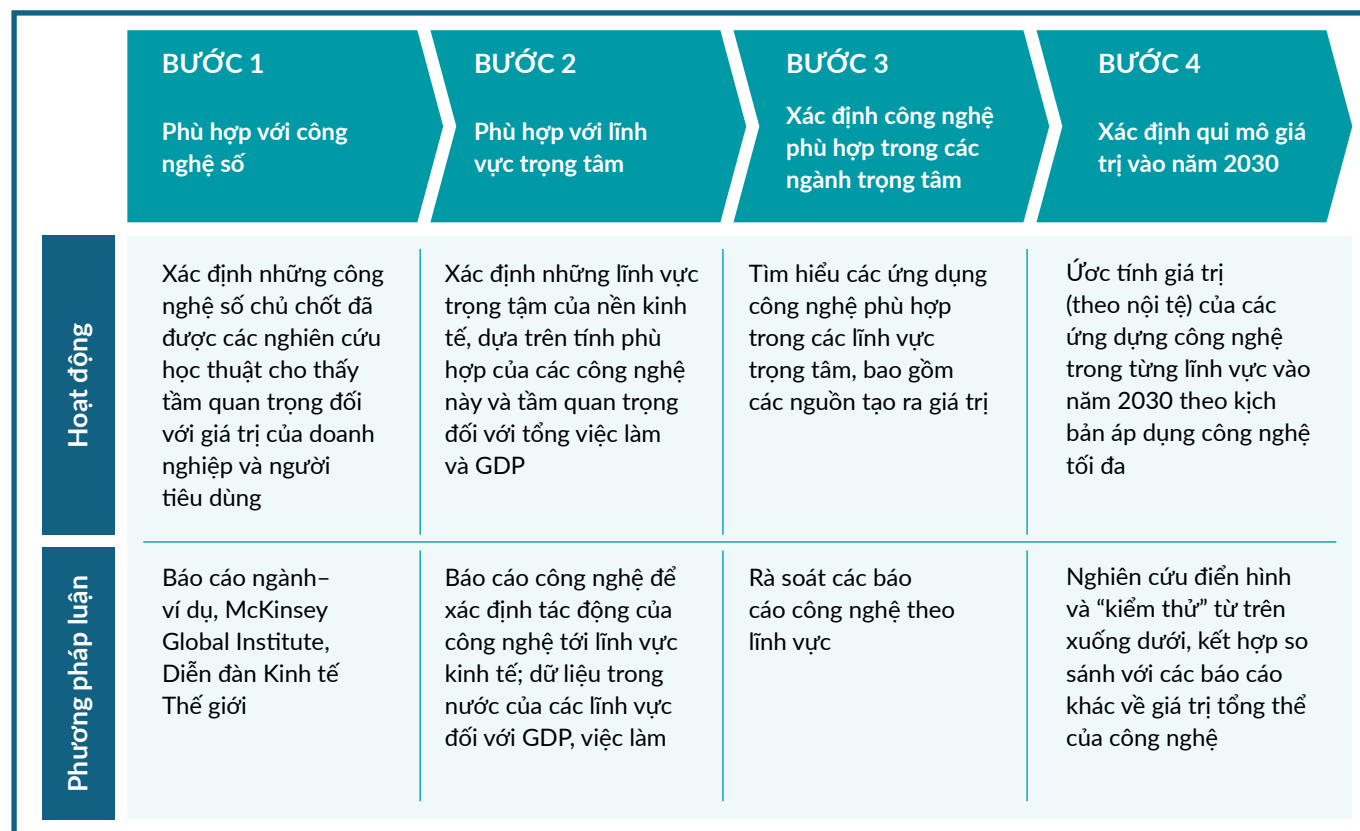 BƯỚC 1
Phù hợp với công
nghệ số
BƯỚC 2
Phù hợp với lĩnh
vực trọng tâm
BƯỚC 3
Xác định công nghệ
phù hợp trong các
ngành trọng tâm
BƯỚC 4
Xác định qui mô giá
trị vào năm 2030
Hoạt động
Xác định những công
nghệ số chủ chốt đã
được các nghiên cứu
học thuật cho thấy
tầm quan trọng đối
với giá trị của doanh
nghiệp và người
tiêu dùng
Xác định những lĩnh vực
trọng tậm của nền kinh
tế, dựa trên tính phù
hợp của các công nghệ
này và tầm quan trọng
đối với tổng việc làm
và GDP
Tìm hiểu các ứng dụng
công nghệ phù hợp
trong các lĩnh vực
trọng tâm, bao gồm
các nguồn tạo ra giá trị
Ứơc tính giá trị
(theo nội tệ) của các
ứng dựng công nghệ
trong từng lĩnh vực vào
năm 2030 theo kịch
bản áp dụng công nghệ
tối đa
Phương pháp luận
Báo cáo ngành–
ví dụ, McKinsey
Global Institute,
Diễn đàn Kinh tế
Thế giới
Báo cáo công nghệ để
xác định tác động của
công nghệ tới lĩnh vực
kinh tế; dữ liệu trong
nước của các lĩnh vực
đối với GDP, việc làm
Rà soát các báo
cáo công nghệ theo
lĩnh vực
Nghiên cứu điển hình
và “kiểm thử” từ trên
xuống dưới, kết hợp so
sánh với các báo cáo
khác về giá trị tổng thể
của công nghệ